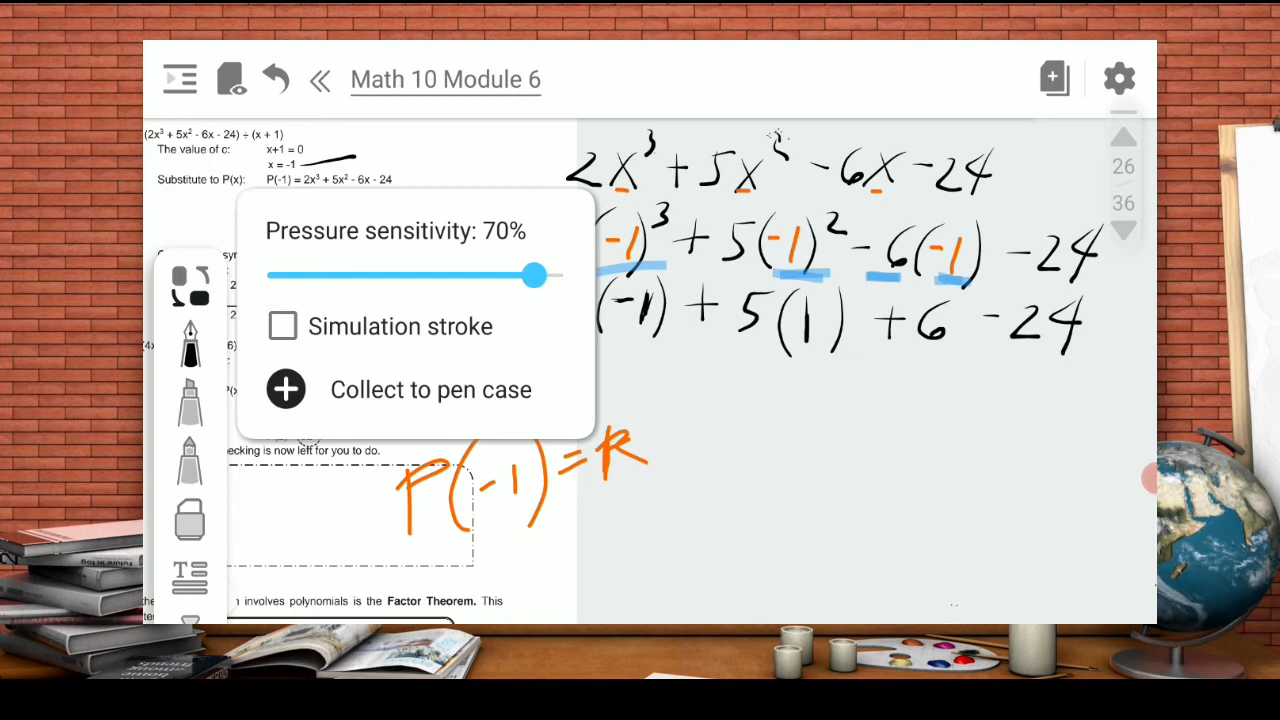 Math 10 Module 6
(2x³ + 5x² - 6x - 24) ÷ (x + 1)
The value of c: x+1 = 0
x = -1
Substitute to P(x): P(-1) = 2x³ + 5x² - 6x - 24
Pressure sensitivity: 70%
Simulation stroke
Collect to pen case
ecking is now left for you to do.
involves polynomials is the Factor Theorem. This
2x³ + 5x² - 6x - 24
(-1)³ + 5(-1)² - 6(-1) - 24
(-1) + 5(1) + 6 - 24
P(-1) = R
26
36